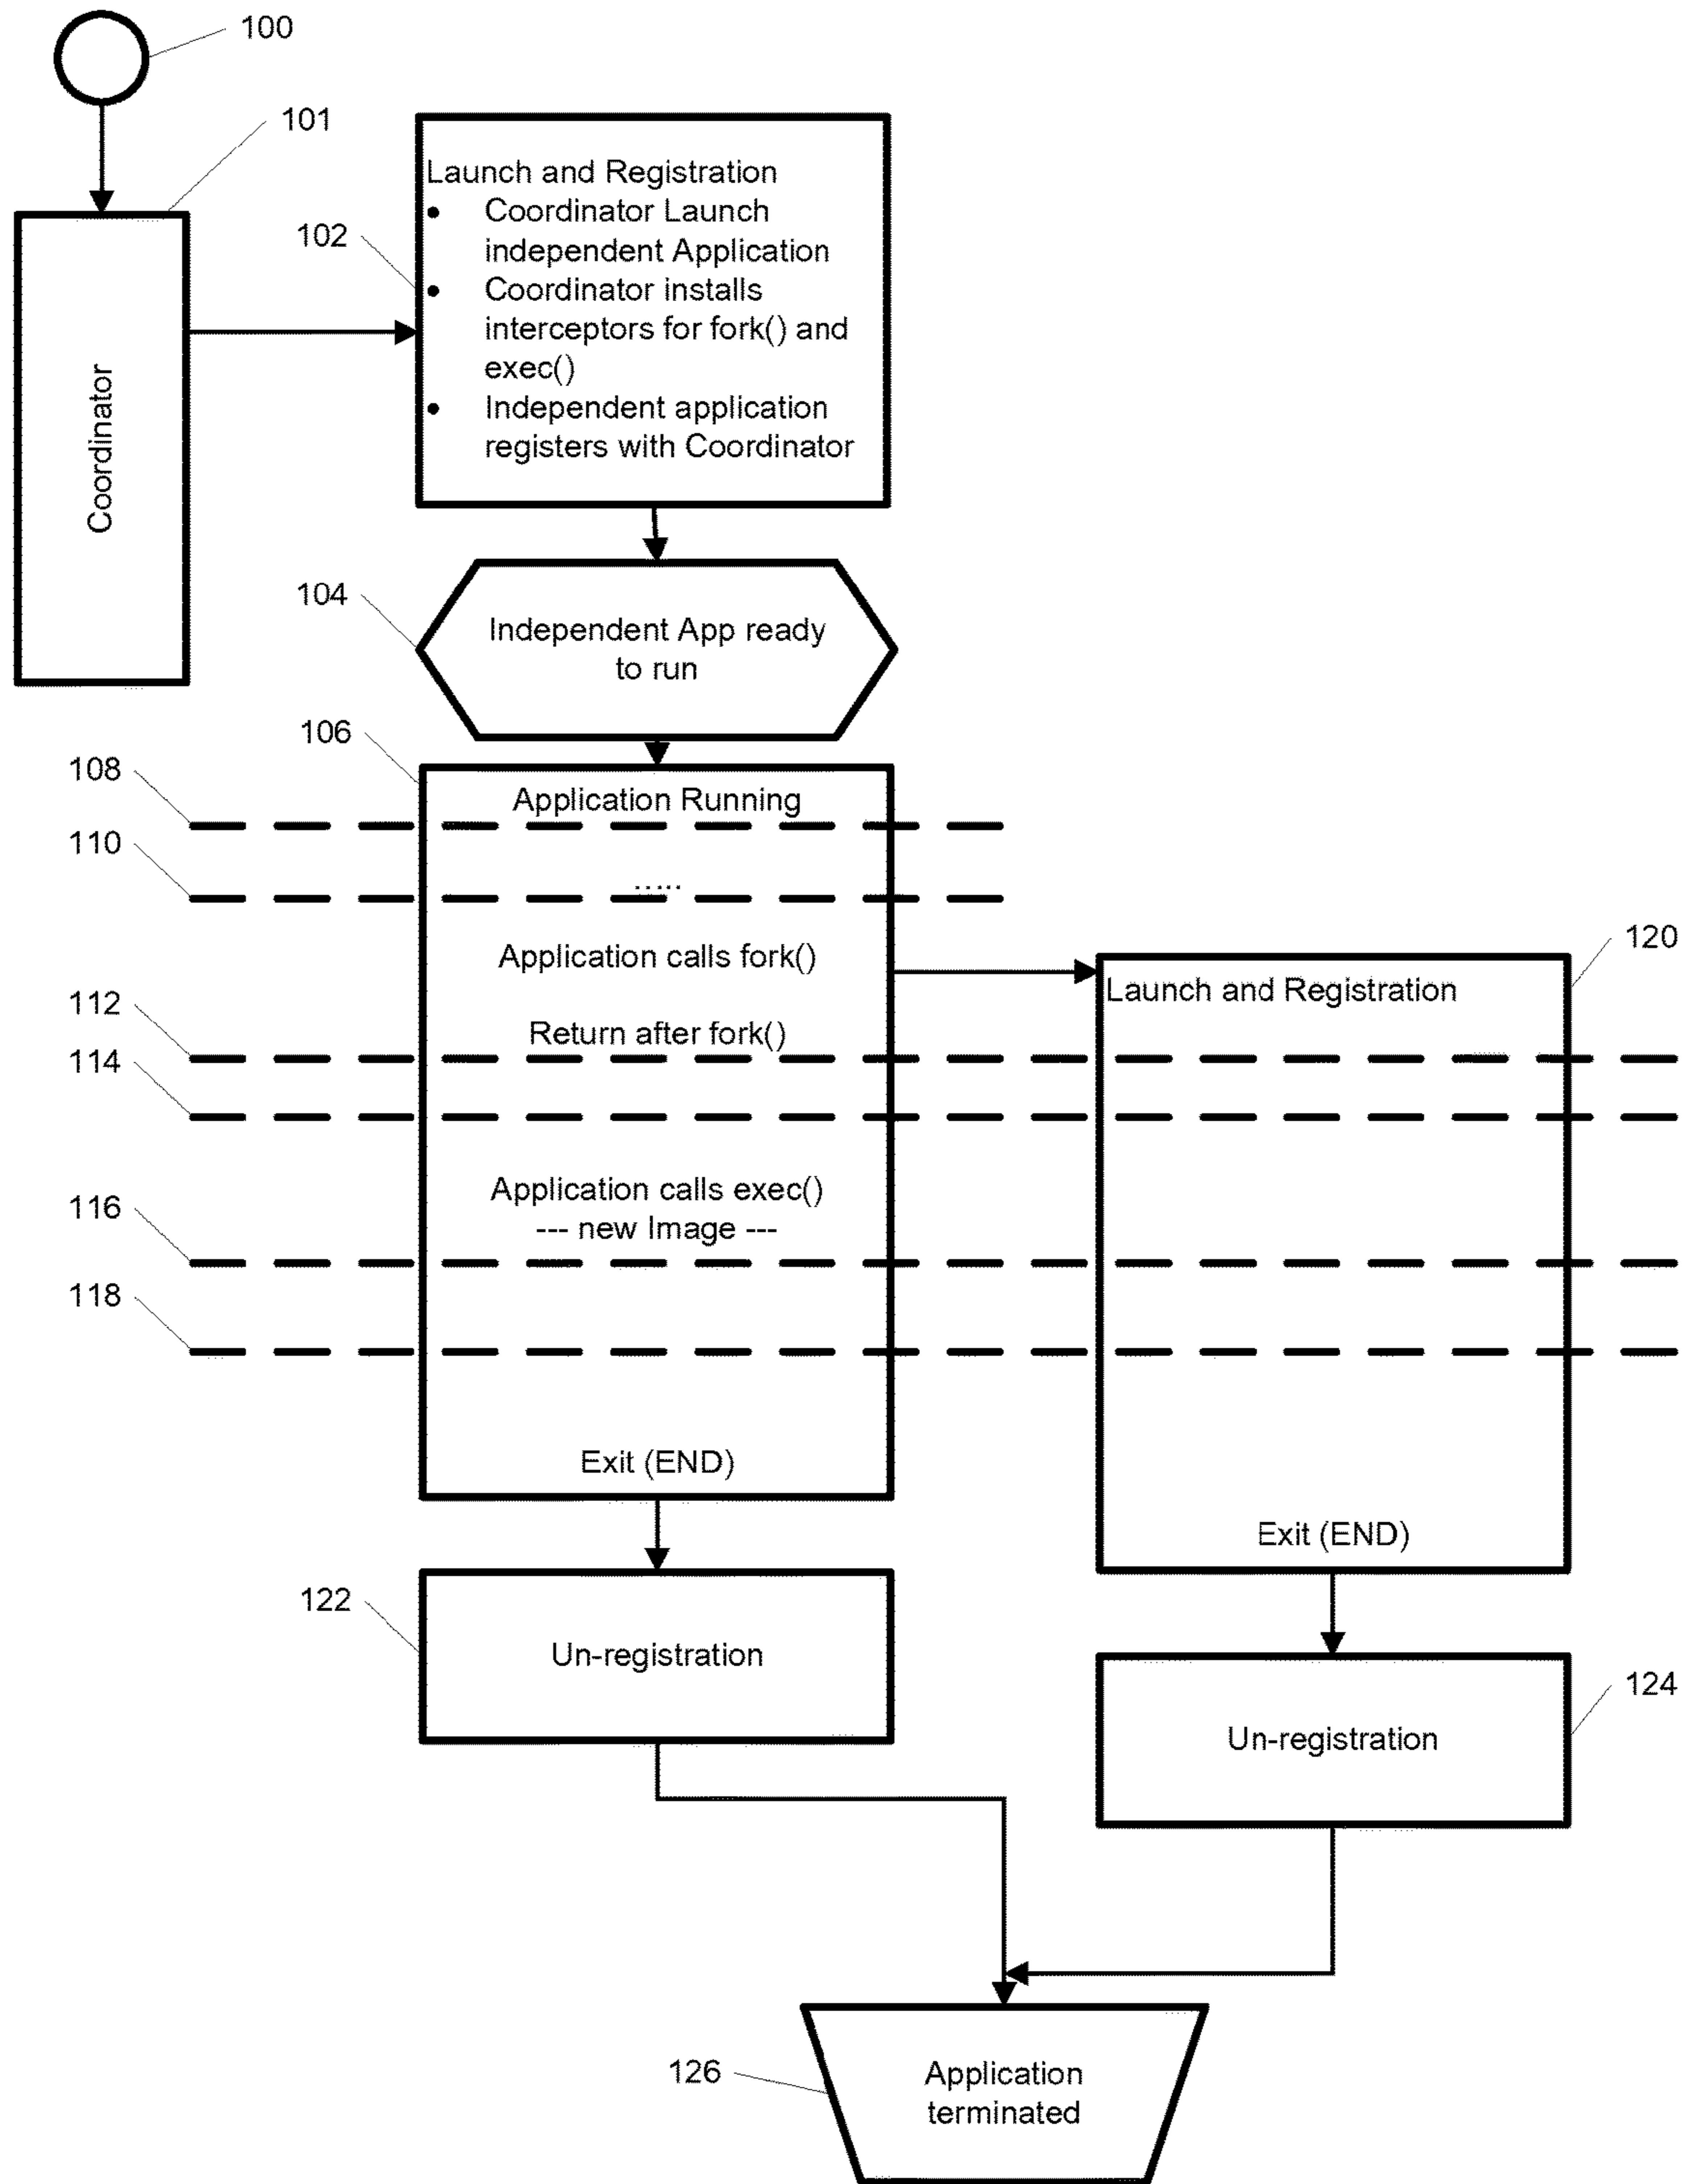 100
101
Coordinator
102
Launch and Registration
• Coordinator Launch
independent Application
• Coordinator installs
interceptors for fork() and
exec()
• Independent application
registers with Coordinator
104
Independent App ready
to run
106
Application Running
108
110
.....
Application calls fork()
120
Launch and Registration
112
Return after fork()
114
Application calls exec()
116
--- new Image ---
118
Exit (END)
Exit (END)
122
Un-registration
124
Un-registration
126
Application
terminated